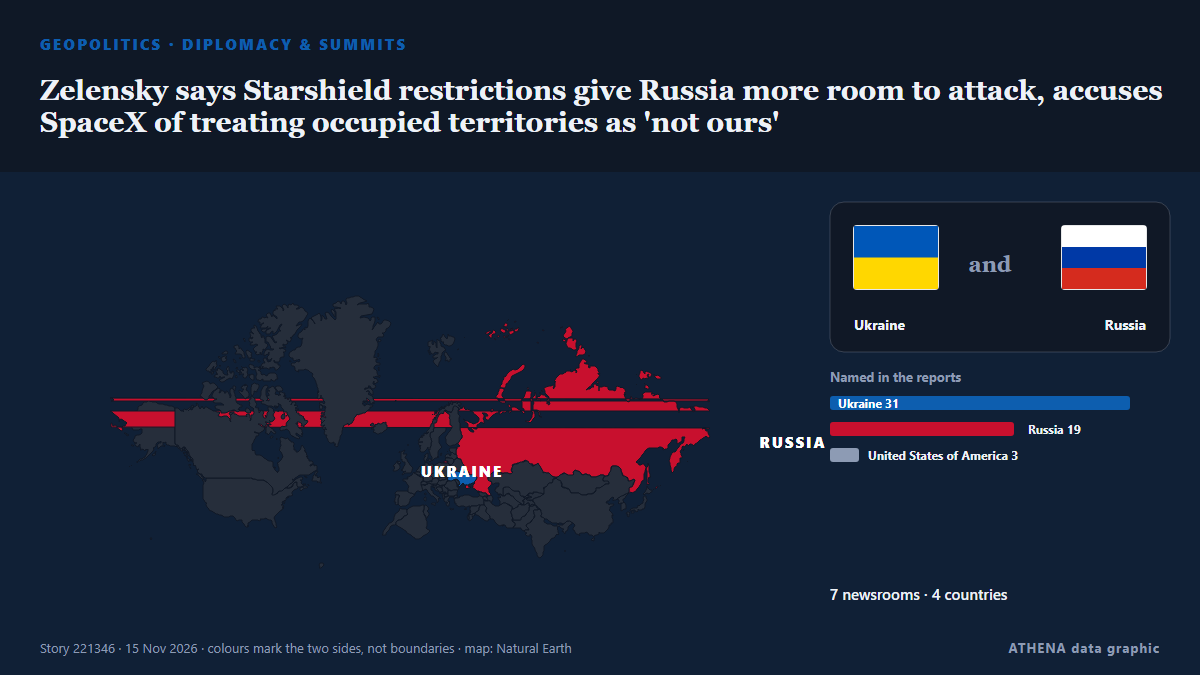 GEOPOLITICS · DIPLOMACY & SUMMITS
Zelensky says Starshield restrictions give Russia more room to attack, accuses
SpaceX of treating occupied territories as 'not ours'
and
Ukraine
Russia
Named in the reports
Ukraine 31
Russia 19
United States of America 3
RUSSIA
UKRAINE
7 newsrooms · 4 countries
Story 221346 · 15 Nov 2026 · colours mark the two sides, not boundaries · map: Natural Earth
ATHENA data graphic